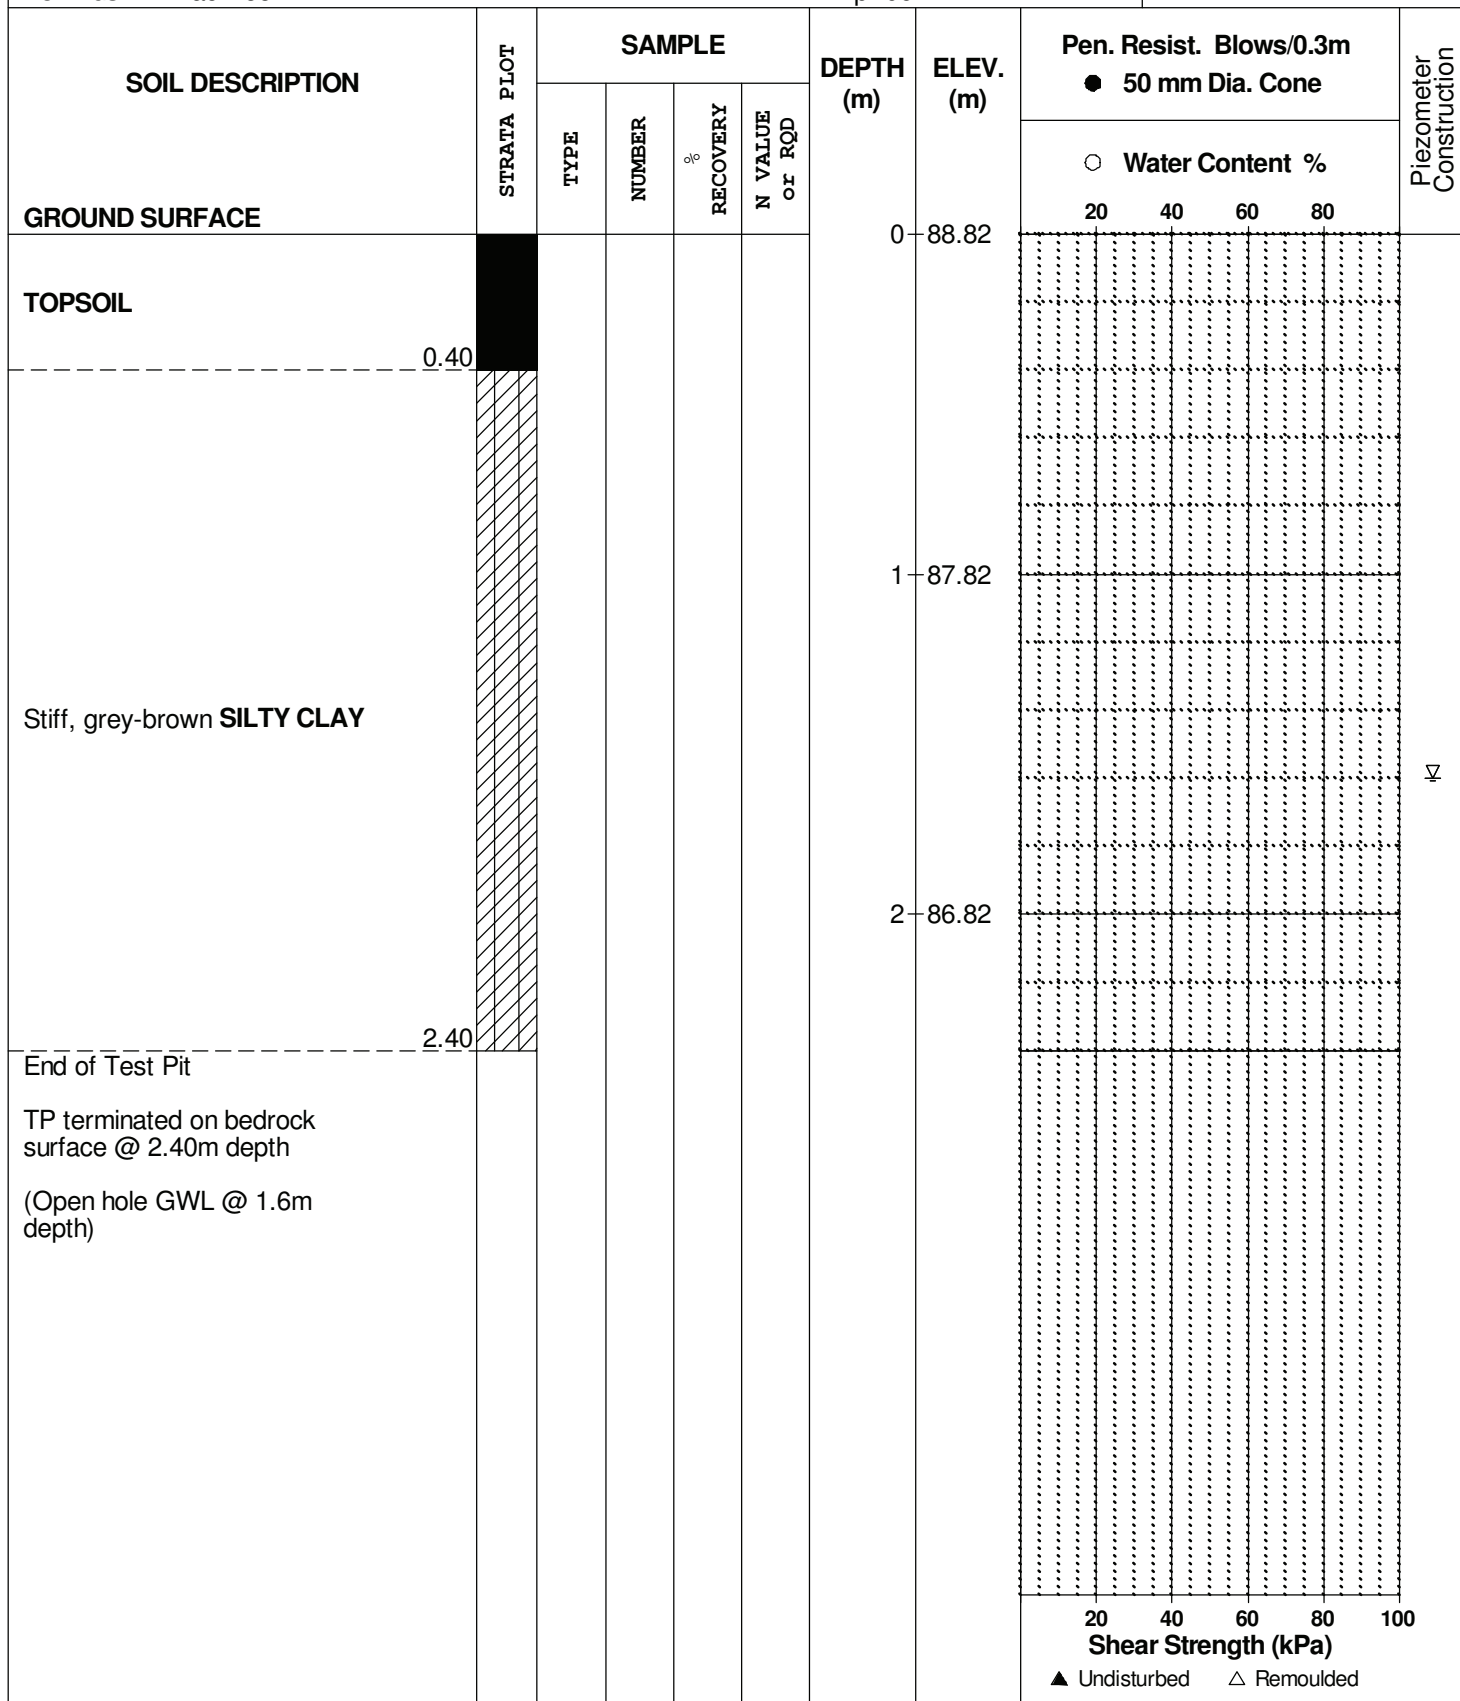 SOIL DESCRIPTION
STRATA PLOT
SAMPLE
TYPE
NUMBER
%
RECOVERY
N VALUE
or RQD
DEPTH
(m)
ELEV.
(m)
Pen. Resist. Blows/0.3m
● 50 mm Dia. Cone
○ Water Content %
20 40 60 80
Piezometer
Construction
GROUND SURFACE
0 88.82
TOPSOIL
0.40
1 87.82
Stiff, grey-brown SILTY CLAY
2 86.82
2.40
End of Test Pit
TP terminated on bedrock
surface @ 2.40m depth
(Open hole GWL @ 1.6m
depth)
20 40 60 80 100
Shear Strength (kPa)
▲ Undisturbed △ Remoulded